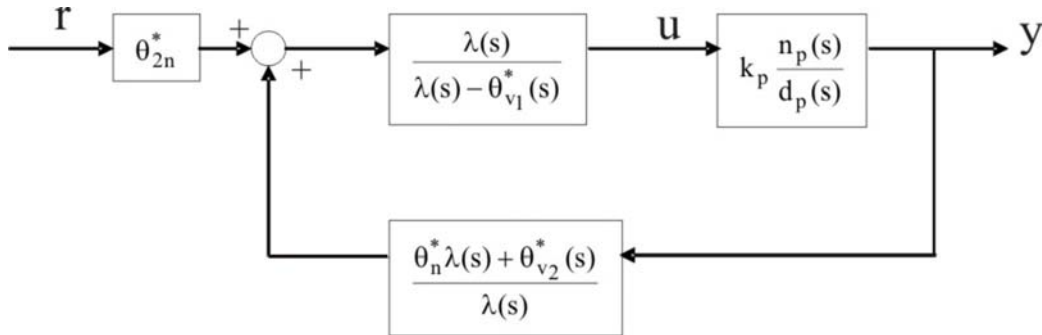 r
θ*₂ₙ
+
+
λ(s)
λ(s) − θ*ᵥ₁(s)
u
kₚ nₚ(s)
dₚ(s)
y
θ*ₙ λ(s) + θ*ᵥ₂(s)
λ(s)